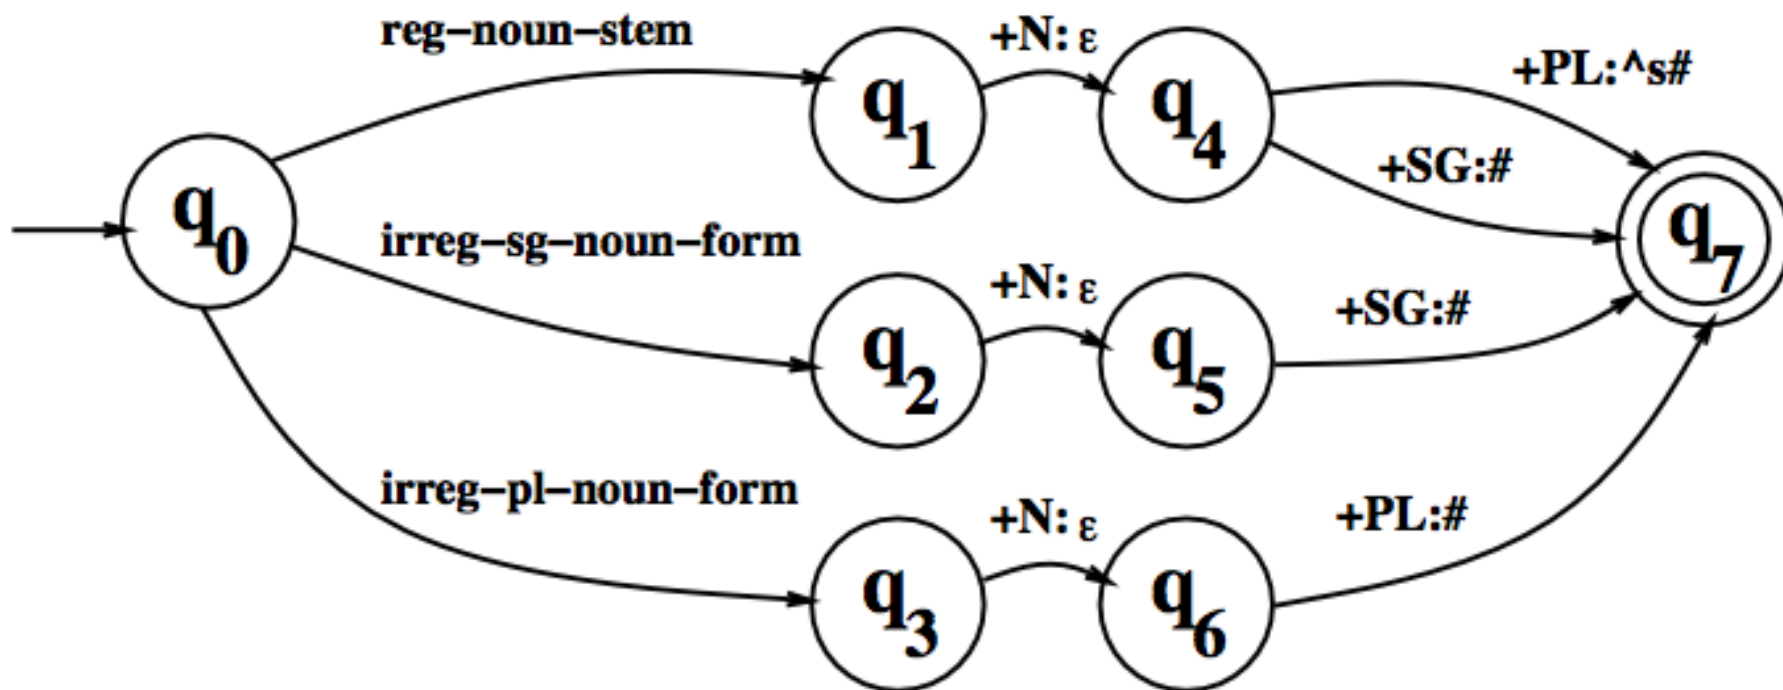 reg–noun–stem
+N: ε
+PL:^s#
q1
q4
+SG:#
q0
q7
irreg–sg–noun–form
+N: ε
+SG:#
q2
q5
irreg–pl–noun–form
+N: ε
+PL:#
q3
q6